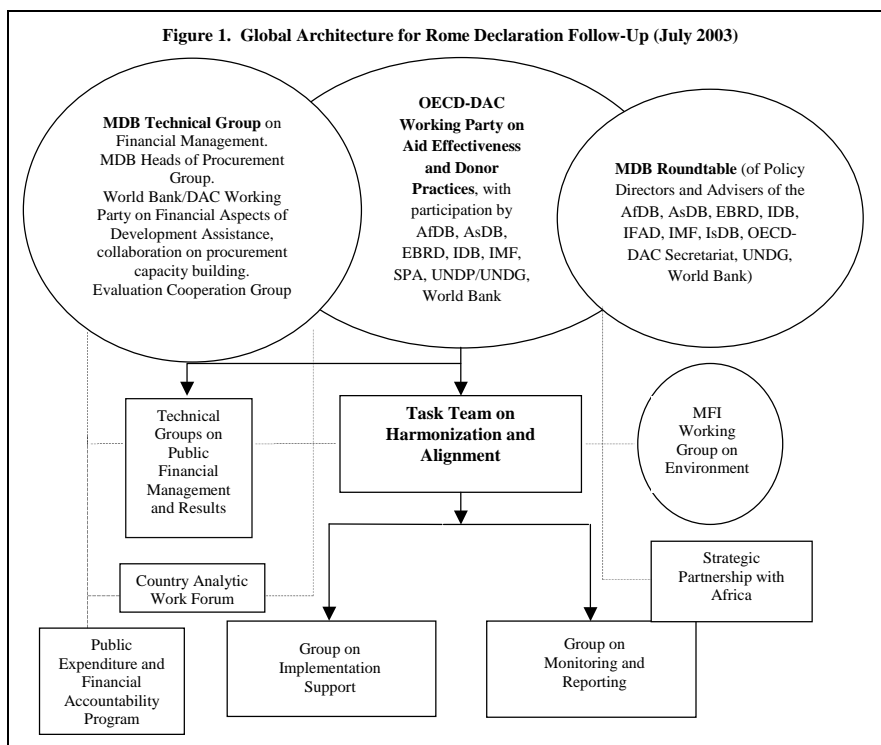 Figure 1. Global Architecture for Rome Declaration Follow-Up (July 2003)
MDB Technical Group on
Financial Management.
MDB Heads of Procurement
Group.
World Bank/DAC Working
Party on Financial Aspects of
Development Assistance,
collaboration on procurement
capacity building.
Evaluation Cooperation Group
OECD-DAC
Working Party on
Aid Effectiveness
and Donor
Practices, with
participation by
AfDB, AsDB,
EBRD, IDB, IMF,
SPA, UNDP/UNDG,
World Bank
MDB Roundtable (of Policy
Directors and Advisers of the
AfDB, AsDB, EBRD, IDB,
IFAD, IMF, IsDB, OECD-
DAC Secretariat, UNDG,
World Bank)
Technical
Groups on
Public
Financial
Management
and Results
Task Team on
Harmonization and
Alignment
MFI
Working
Group on
Environment
Country Analytic
Work Forum
Strategic
Partnership with
Africa
Public
Expenditure and
Financial
Accountability
Program
Group on
Implementation
Support
Group on
Monitoring and
Reporting